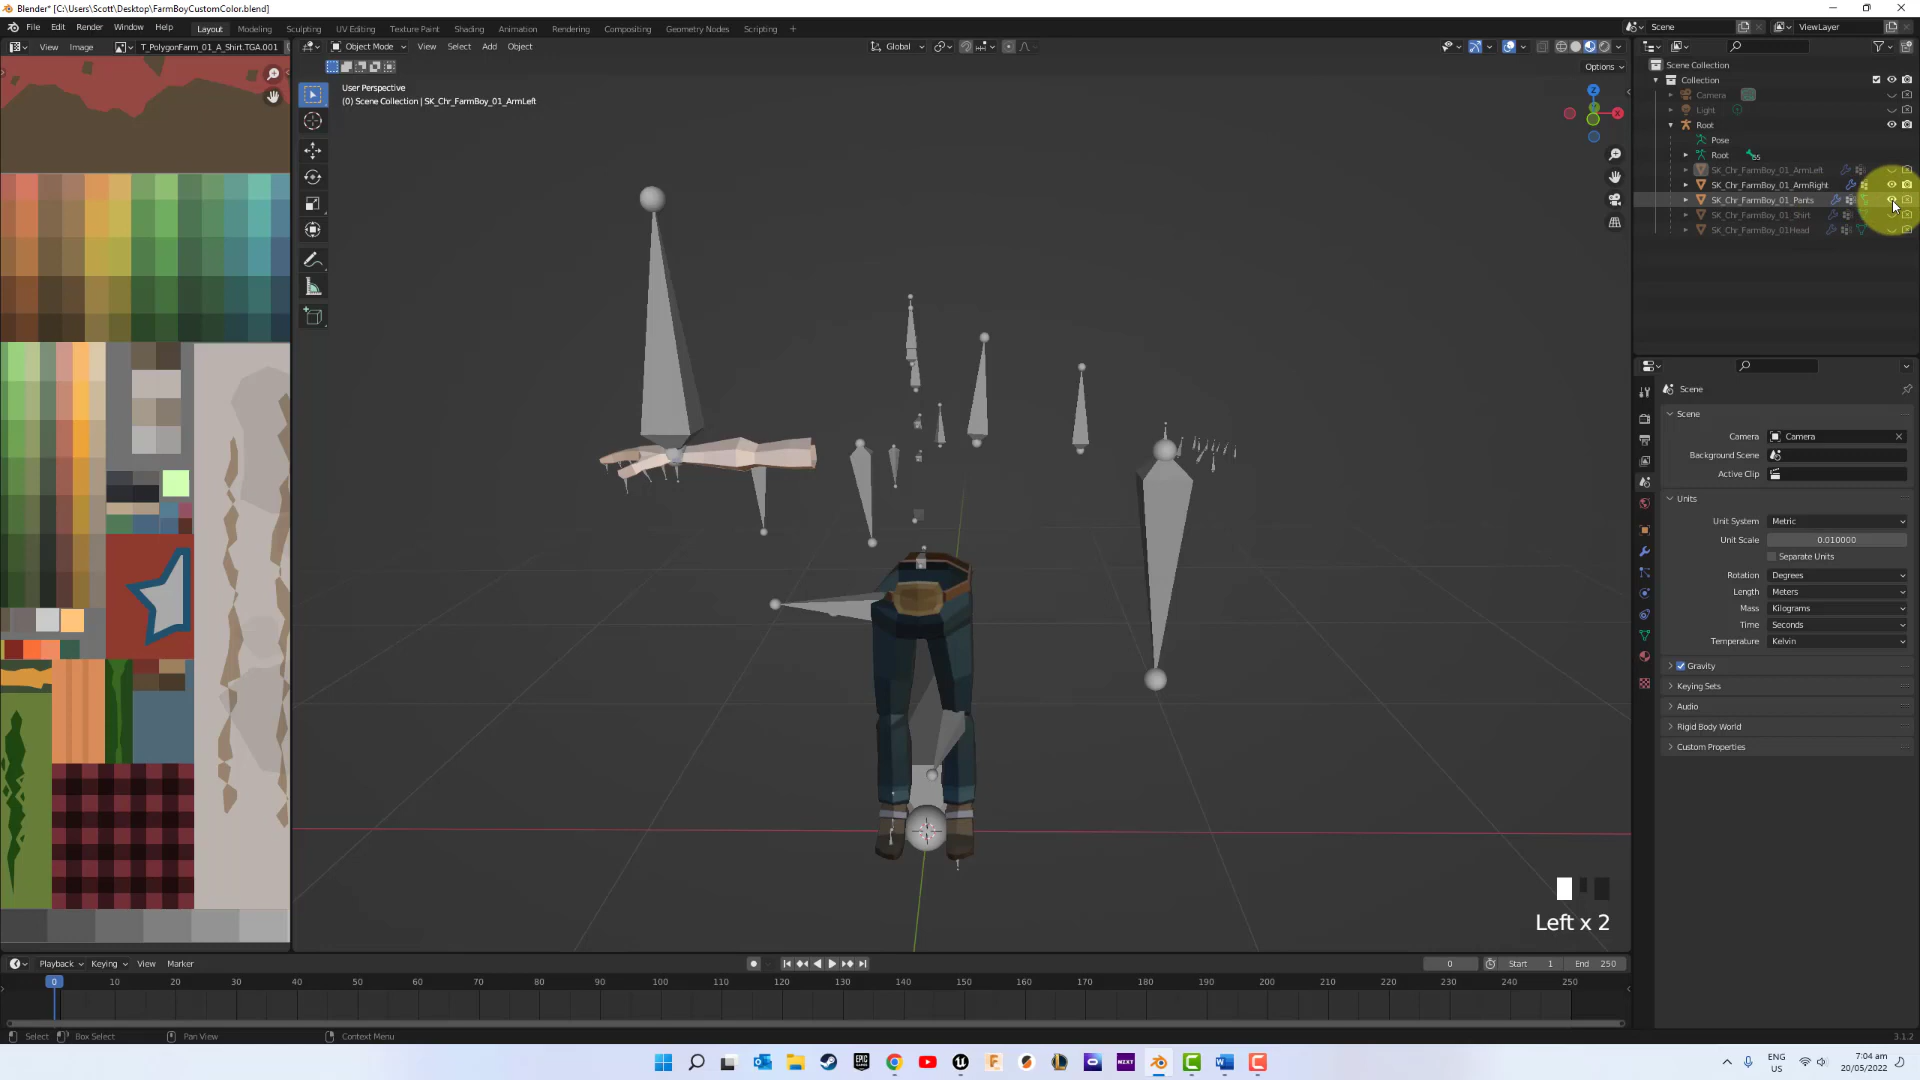 Blender* [C:\Users\Scott\Desktop\FarmBoyCustomColor.blend]
File Edit Render Window Help Layout Modeling Sculpting UV Editing Texture Paint Shading Animation Rendering Compositing Geometry Nodes Scripting + Scene ViewLayer
View Image T_PolygonFarm_01_A_Shirt.TGA.001 Object Mode View Select Add Object Global
Options
User Perspective
(0) Scene Collection | SK_Chr_FarmBoy_01_ArmLeft
Z
X
Scene Collection
Collection
Camera
Light
Root
Pose
Root 55
SK_Chr_FarmBoy_01_ArmLeft
SK_Chr_FarmBoy_01_ArmRight
SK_Chr_FarmBoy_01_Pants
SK_Chr_FarmBoy_01_Shirt
SK_Chr_FarmBoy_01Head
Scene
Scene
Camera Camera
Background Scene
Active Clip
Units
Unit System Metric
Unit Scale 0.010000
Separate Units
Rotation Degrees
Length Meters
Mass Kilograms
Time Seconds
Temperature Kelvin
Gravity
Keying Sets
Audio
Rigid Body World
Custom Properties
Left x 2
Playback Keying View Marker 0 Start 1 End 250
0 10 20 30 40 50 60 70 80 90 100 110 120 130 140 150 160 170 180 190 200 210 220 230 240 250
Select Box Select Pan View Context Menu 3.1.2
ENG
US
7:04 am
20/05/2022